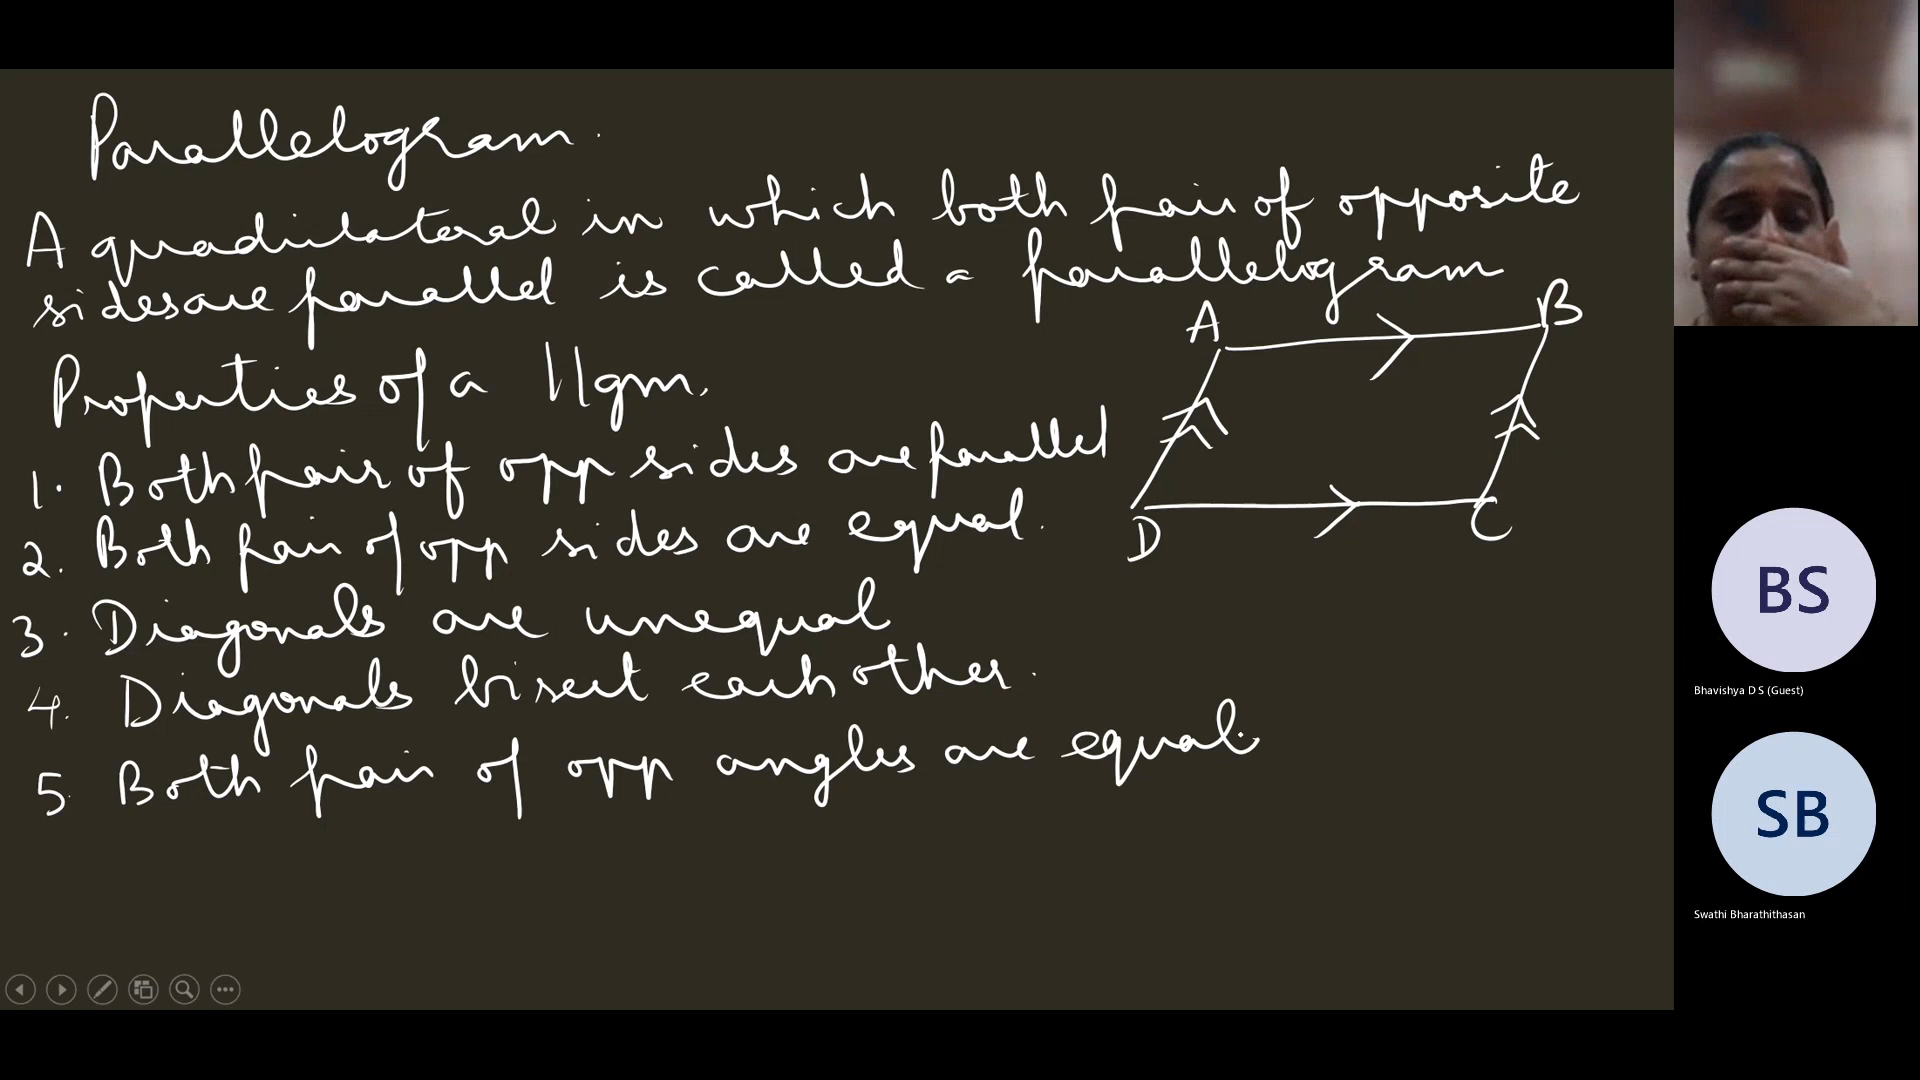 Parallelogram.
A quadrilateral in which both pair of opposite
sides are parallel is called a parallelogram
A B
Properties of a llgm.
1. Both pair of opp sides are parallel
2. Both pair of opp sides are equal.
D C
3. Diagonals are unequal
4. Diagonals bisect each other.
5. Both pair of opp angles are equal.
BS
Bhavishya D S (Guest)
SB
Swathi Bharathithasan